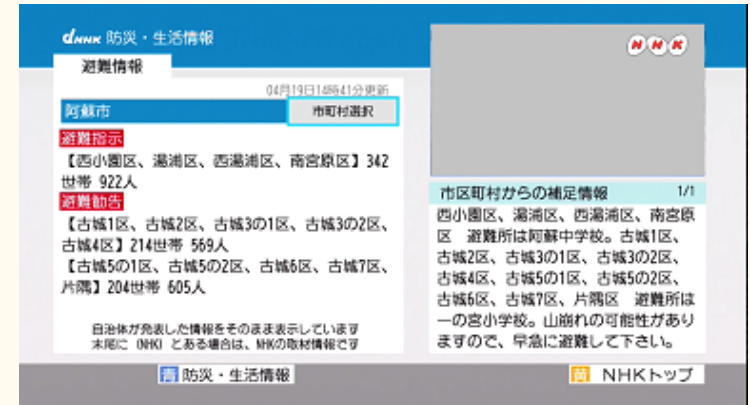 dNHK 防災・生活情報
避難情報
04月19日14時41分更新
阿蘇市
市町村選択
避難指示
【西小園区、湯浦区、西湯浦区、南宮原区】342
世帯 922人
避難勧告
【古城1区、古城2区、古城3の1区、古城3の2区、
古城4区】214世帯 569人
【古城5の1区、古城5の2区、古城6区、古城7区、
片隅】204世帯 605人
自治体が発表した情報をそのまま表示しています
末尾に (NHK) とある場合は、NHKの取材情報です
NHK
市区町村からの補足情報 1/1
西小園区、湯浦区、西湯浦区、南宮原
区 避難所は阿蘇中学校。古城1区、
古城2区、古城3の1区、古城3の2区、
古城4区、古城5の1区、古城5の2区、
古城6区、古城7区、片隅区 避難所は
一の宮小学校。山崩れの可能性があり
ますので、早急に避難して下さい。
青 防災・生活情報
黄 NHKトップ